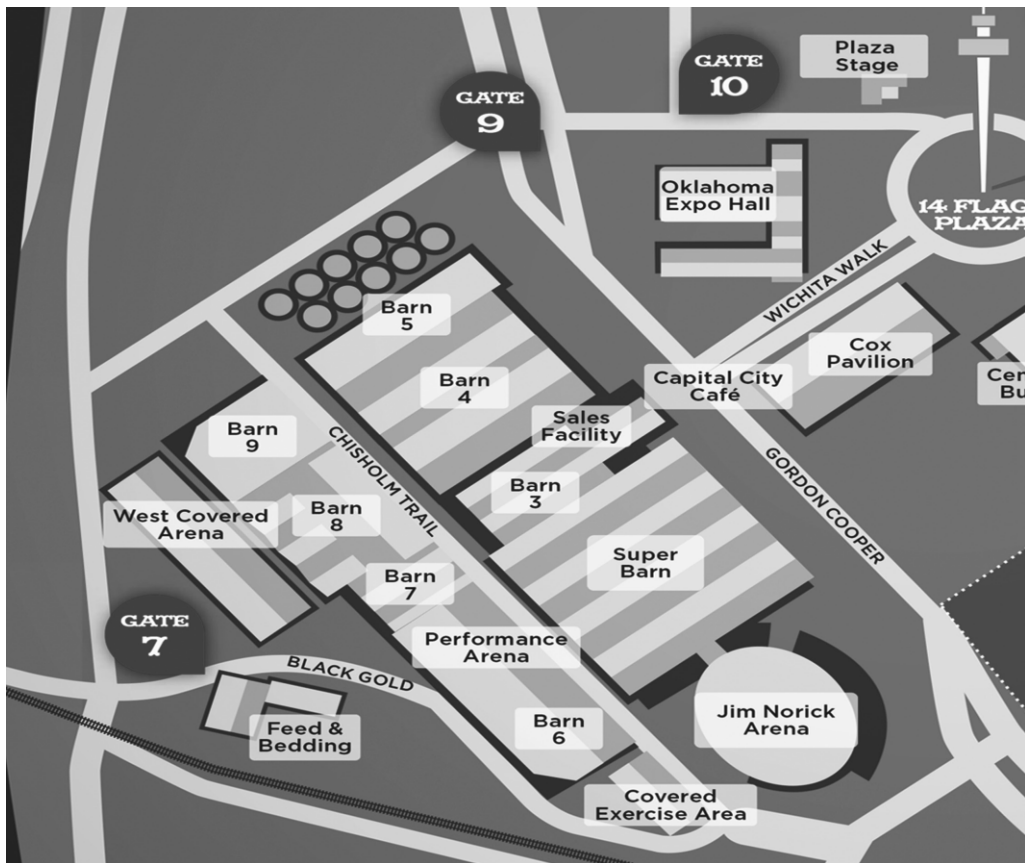 Plaza
Stage
GATE
10
GATE
9
Oklahoma
Expo Hall
14 FLAG
PLAZA
WICHITA WALK
Barn
5
Cox
Pavilion
Capital City
Café
Cen
Bu
Barn
4
Sales
Facility
Barn
9
CHISHOLM TRAIL
Barn
3
GORDON COOPER
West Covered
Arena
Barn
8
Super
Barn
Barn
7
GATE
7
Performance
Arena
BLACK GOLD
Feed &
Bedding
Barn
6
Jim Norick
Arena
Covered
Exercise Area